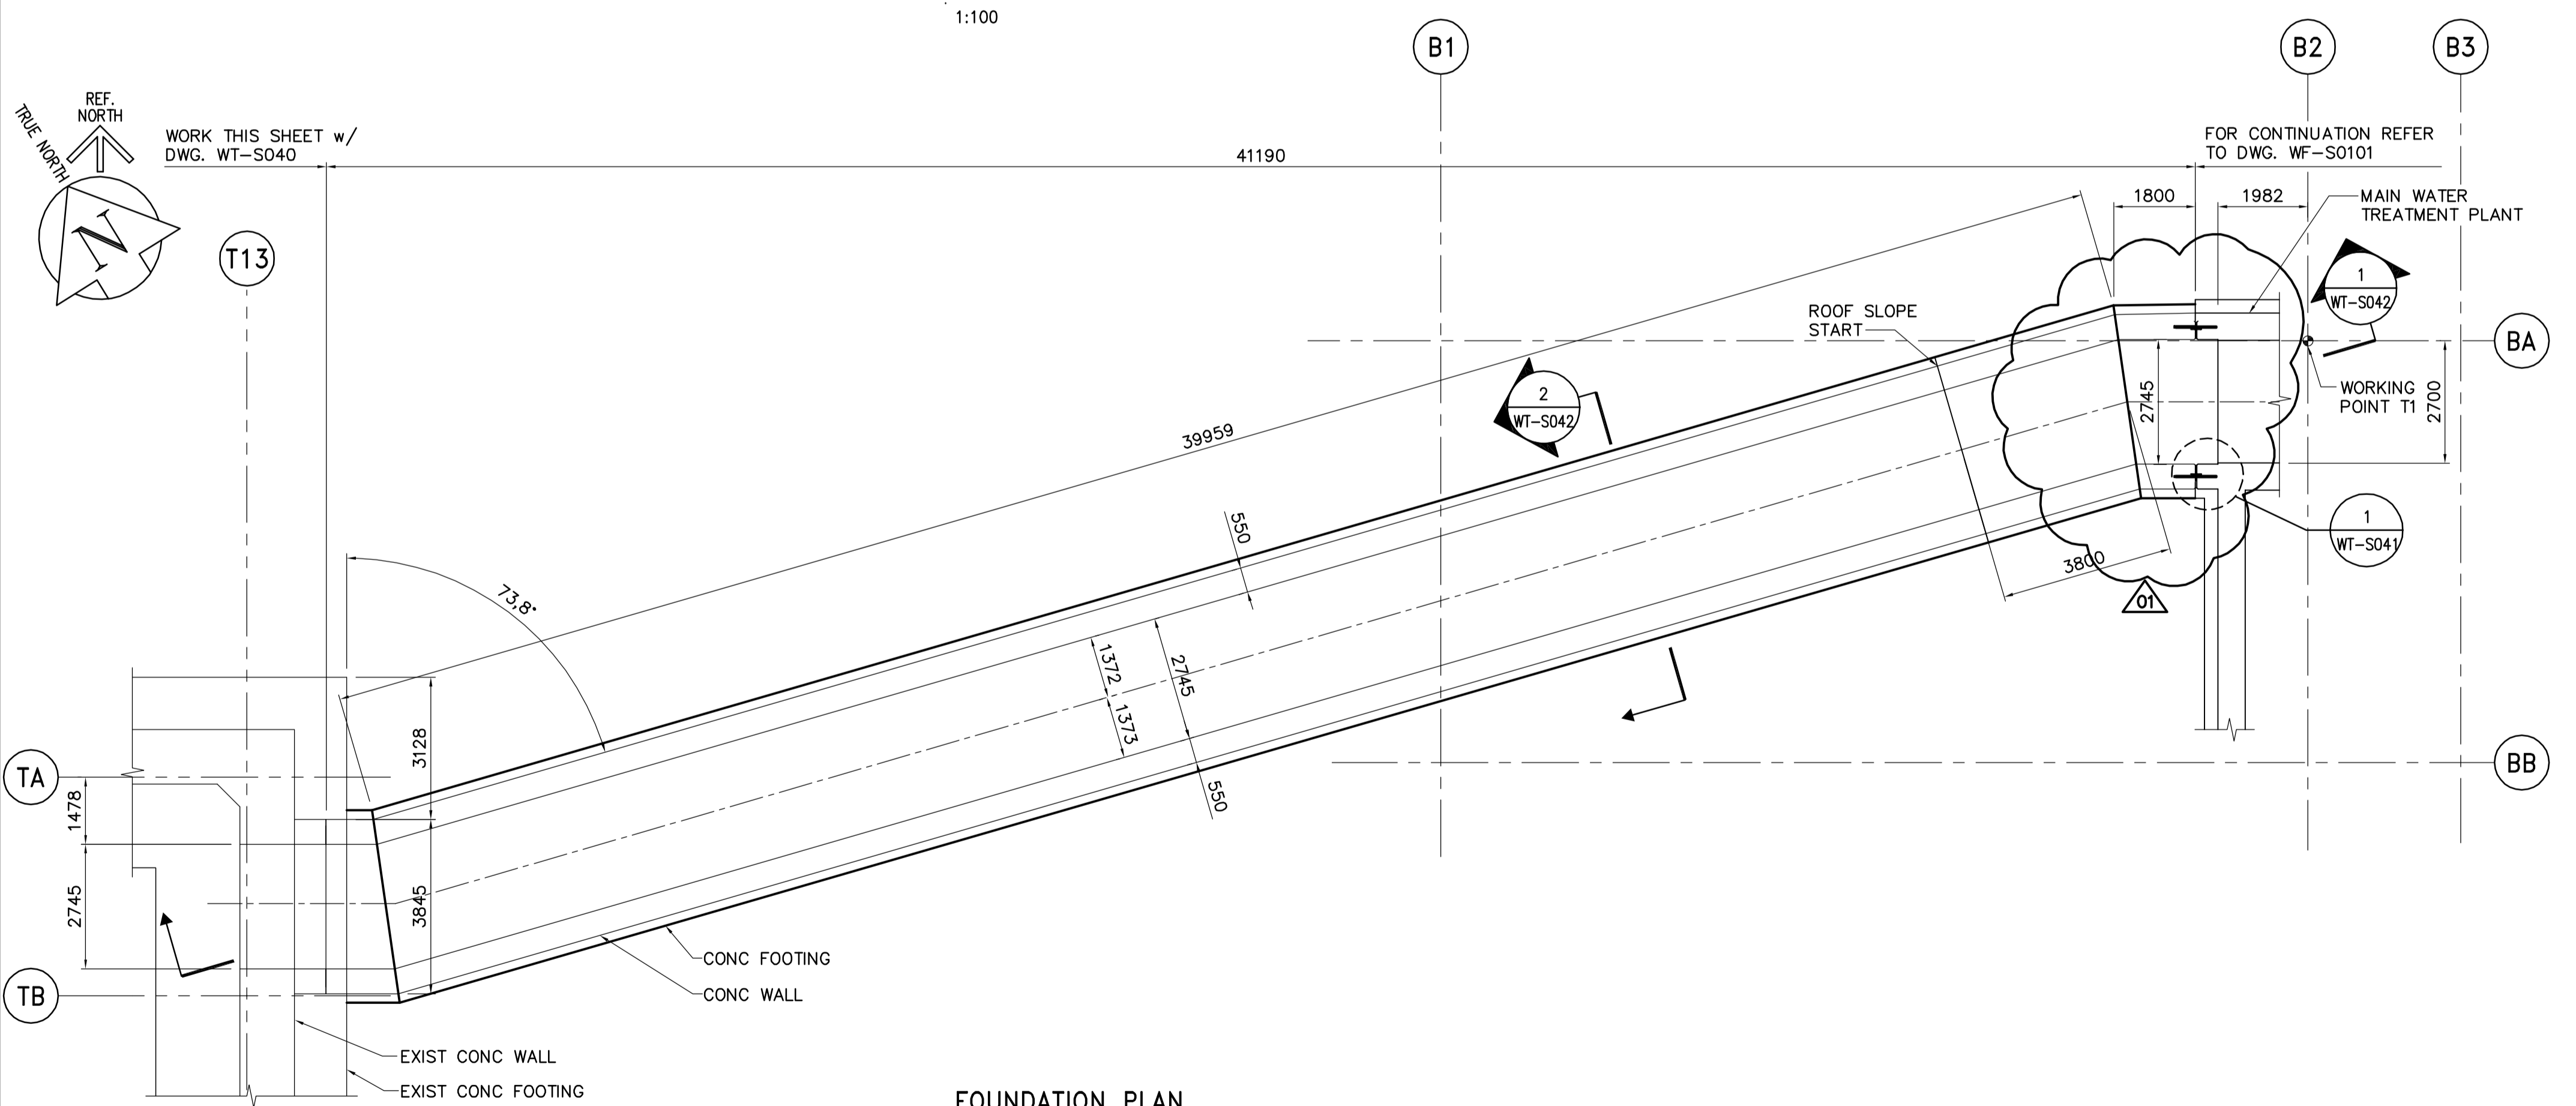 1:100
B1
B2
B3
REF.
NORTH
TRUE NORTH
N
WORK THIS SHEET w/
DWG. WT-S040
41190
FOR CONTINUATION REFER
TO DWG. WF-S0101
1800
1982
MAIN WATER
TREATMENT PLANT
T13
1
WT-S042
ROOF SLOPE
START
BA
2
WT-S042
39959
2745
2700
WORKING
POINT T1
550
1
WT-S041
3800
01
73,8°
1372
2745
1373
550
3128
TA
BB
1478
2745
3845
TB
CONC FOOTING
CONC WALL
EXIST CONC WALL
EXIST CONC FOOTING
FOUNDATION PLAN